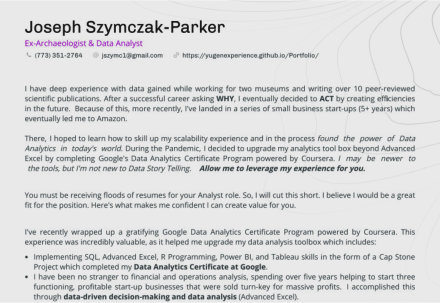 Joseph Szymczak-Parker
Ex-Archaeologist & Data Analyst
(773) 351-2764 jszymc1@gmail.com https://yugenexperience.github.io/Portfolio/
I have deep experience with data gained while working for two museums and writing over 10 peer-reviewed
scientific publications. After a successful career asking WHY, I eventually decided to ACT by creating efficiencies
in the future. Because of this, more recently, I've landed in a series of small business start-ups (5+ years) which
eventually led me to Amazon.
There, I hoped to learn how to skill up my scalability experience and in the process found the power of Data
Analytics in today's world. During the Pandemic, I decided to upgrade my analytics tool box beyond Advanced
Excel by completing Google's Data Analytics Certificate Program powered by Coursera. I may be newer to
the tools, but I'm not new to Data Story Telling. Allow me to leverage my experience for you.
You must be receiving floods of resumes for your Analyst role. So, I will cut this short. I believe I would be a great
fit for the position. Here's what makes me confident I can create value for you.
I've recently wrapped up a gratifying Google Data Analytics Certificate Program powered by Coursera. This
experience was incredibly valuable, as it helped me upgrade my data analysis toolbox which includes:
• Implementing SQL, Advanced Excel, R Programming, Power BI, and Tableau skills in the form of a Cap Stone
Project which completed my Data Analytics Certificate at Google.
• I have been no stranger to financial and operations analysis, spending over five years helping to start three
functioning, profitable start-up businesses that were sold turn-key for massive profits. I accomplished this
through data-driven decision-making and data analysis (Advanced Excel).